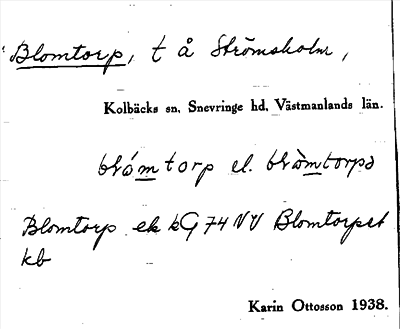 Blomtorp, t å Strömsholm,
Kolbäcks sn. Snevringe hd. Västmanlands län.
blómtorp el. blòmtorpə
Blomtorp ek kG 74 NV Blomtorpet
kb
Karin Ottosson 1938.